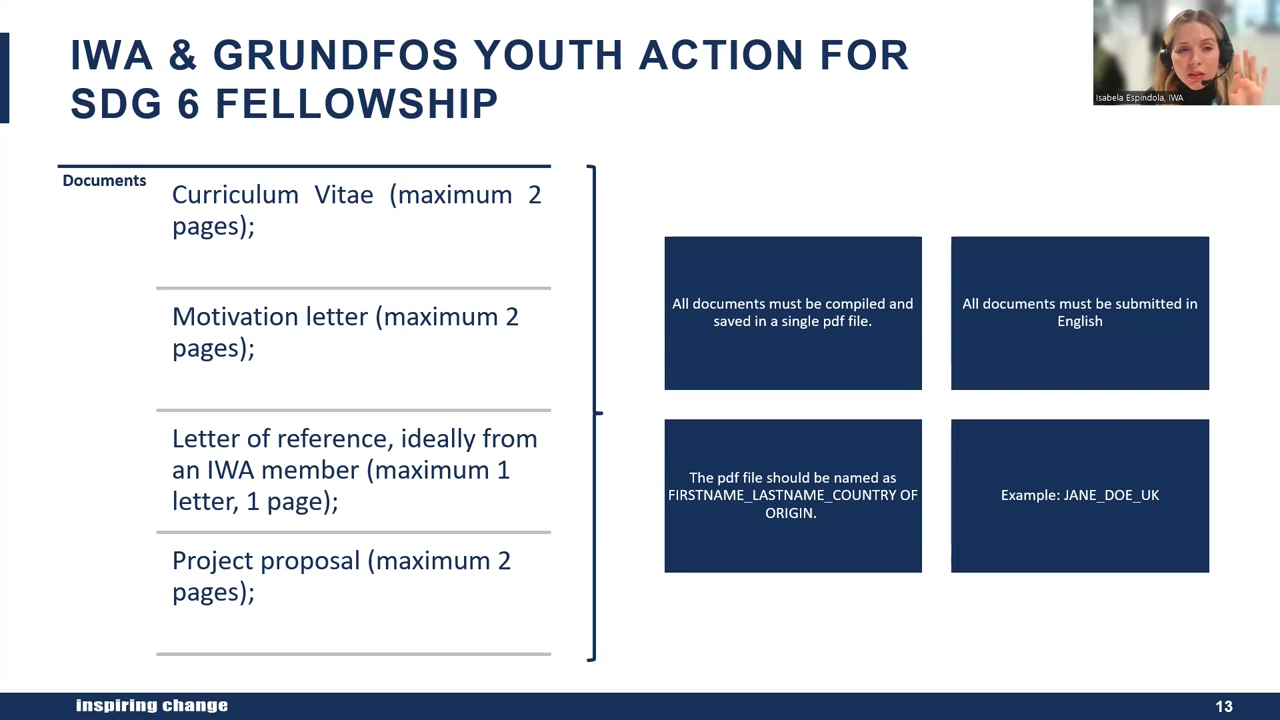 IWA & GRUNDFOS YOUTH ACTION FOR
SDG 6 FELLOWSHIP
Isabela Espindola, IWA
Documents
Curriculum Vitae (maximum 2
pages);
Motivation letter (maximum 2
pages);
Letter of reference, ideally from
an IWA member (maximum 1
letter, 1 page);
Project proposal (maximum 2
pages);
All documents must be compiled and
saved in a single pdf file.
All documents must be submitted in
English
The pdf file should be named as
FIRSTNAME_LASTNAME_COUNTRY OF
ORIGIN.
Example: JANE_DOE_UK
inspiring change
13